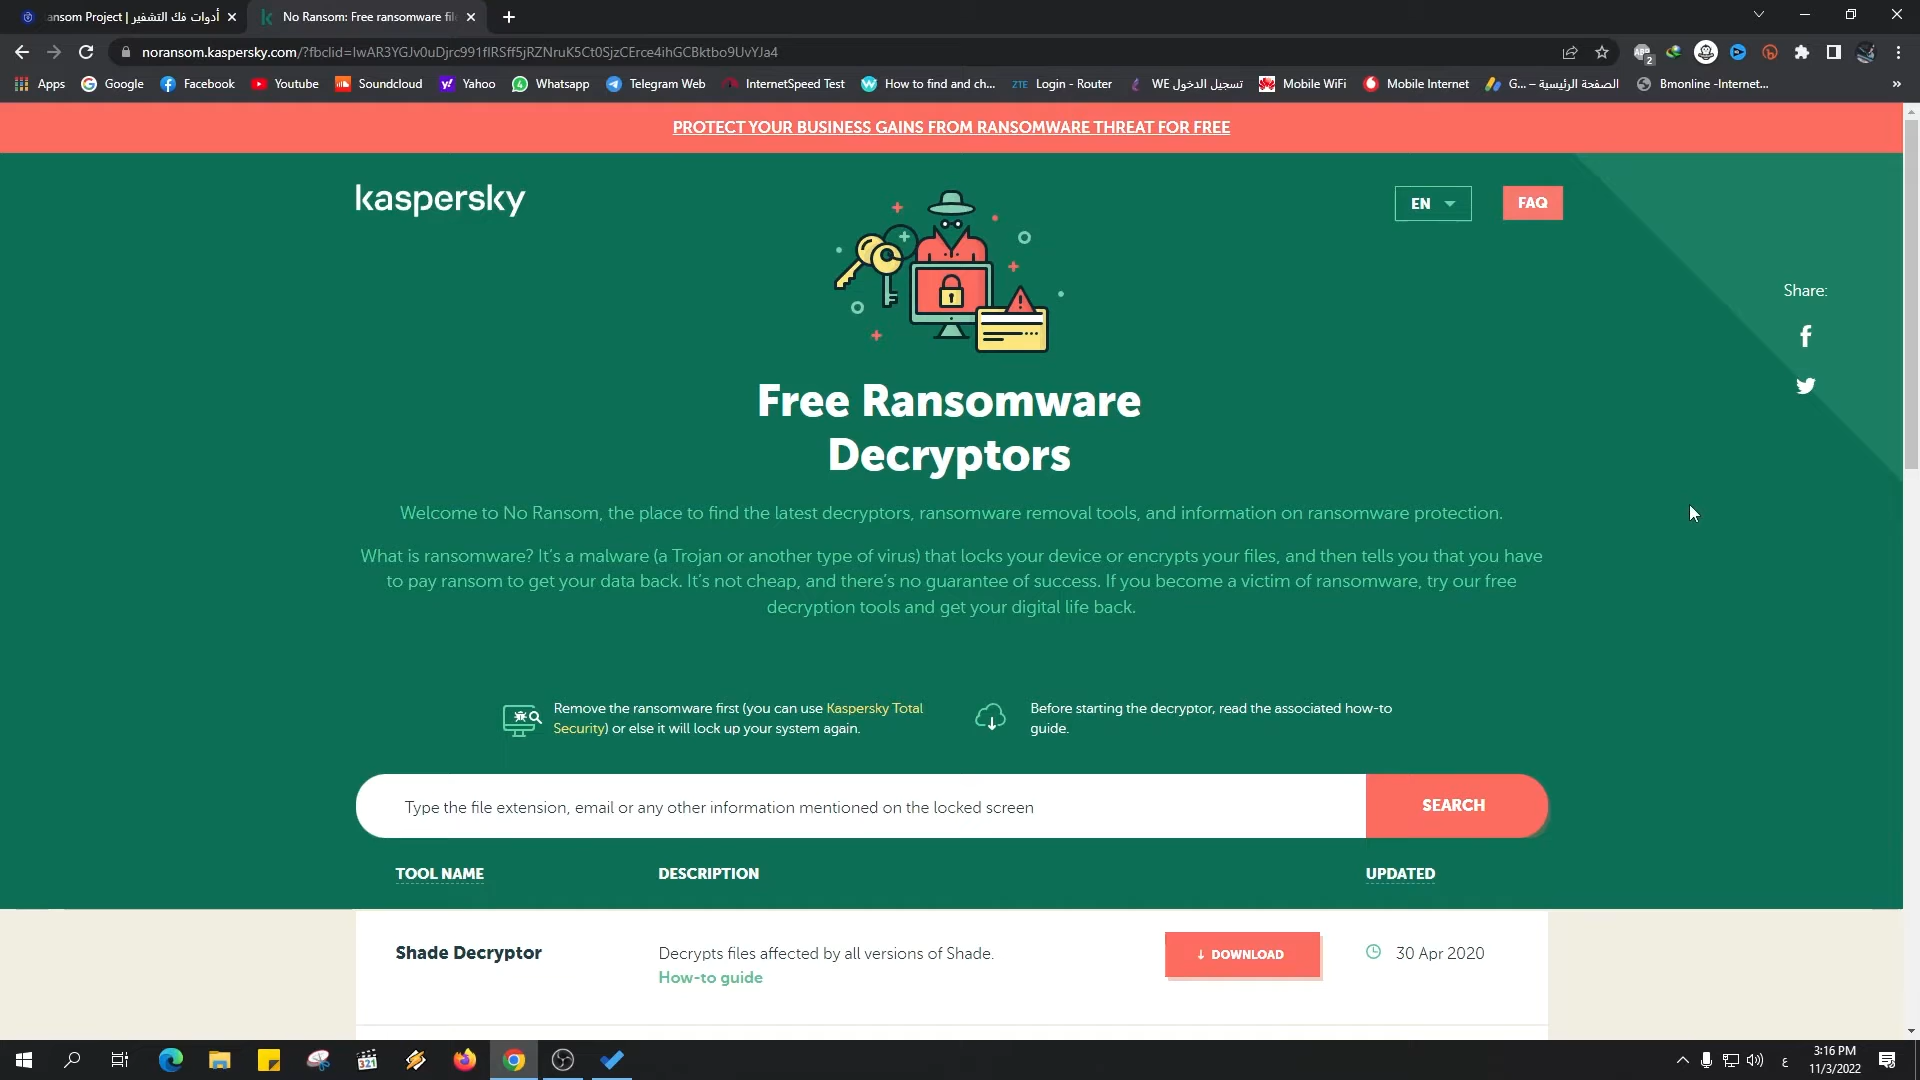 ansom Project | أدوات فك التشفير
No Ransom: Free ransomware file
noransom.kaspersky.com/?fbclid=IwAR3YGJv0uDjrc991fIRSff5jRZNruK5Ct0SjzCErce4ihGCBktbo9UvYJa4
Apps
Google
Facebook
Youtube
Soundcloud
Yahoo
Whatsapp
Telegram Web
InternetSpeed Test
How to find and ch...
ZTE Login - Router
WE تسجيل الدخول
Mobile WiFi
Mobile Internet
الصفحة الرئيسية – G...
Bmonline -Internet...
PROTECT YOUR BUSINESS GAINS FROM RANSOMWARE THREAT FOR FREE
kaspersky
EN
FAQ
Share:
Free Ransomware
Decryptors
Welcome to No Ransom, the place to find the latest decryptors, ransomware removal tools, and information on ransomware protection.
What is ransomware? It's a malware (a Trojan or another type of virus) that locks your device or encrypts your files, and then tells you that you have
to pay ransom to get your data back. It's not cheap, and there's no guarantee of success. If you become a victim of ransomware, try our free
decryption tools and get your digital life back.
Remove the ransomware first (you can use Kaspersky Total
Security) or else it will lock up your system again.
Before starting the decryptor, read the associated how-to
guide.
Type the file extension, email or any other information mentioned on the locked screen
SEARCH
TOOL NAME
DESCRIPTION
UPDATED
Shade Decryptor
Decrypts files affected by all versions of Shade.
How-to guide
DOWNLOAD
30 Apr 2020
321
ع
3:16 PM
11/3/2022